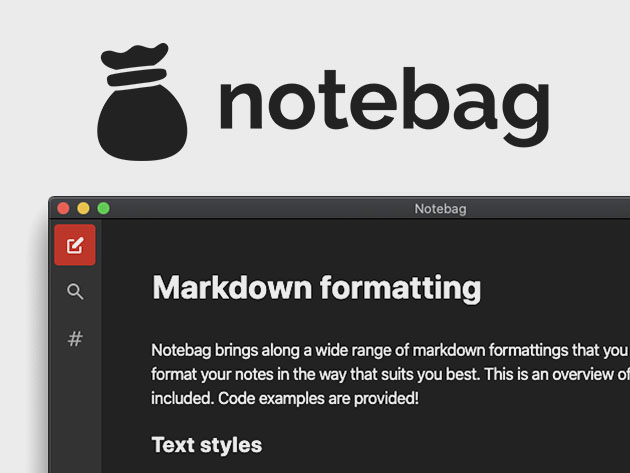 notebag
Notebag
#
Markdown formatting
Notebag brings along a wide range of markdown formattings that you
format your notes in the way that suits you best. This is an overview of
included. Code examples are provided!
Text styles